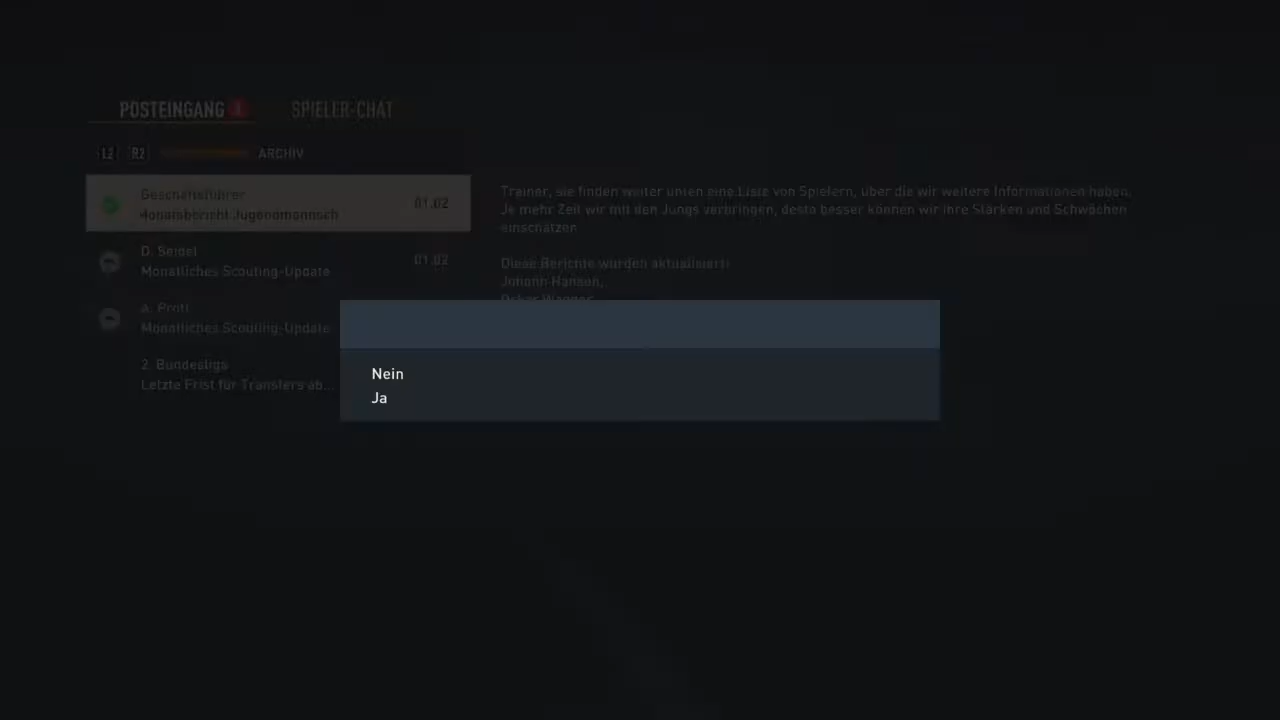 POSTEINGANG
SPIELER-CHAT
L2 R2 ARCHIV
Geschäftsführer
Monatsbericht Jugendmannsch
01.02
D. Seidel
Monatliches Scouting-Update
01.02
A. Protl
Monatliches Scouting-Update
2. Bundesliga
Letzte Frist für Transfers ab...
Trainer, sie finden weiter unten eine Liste von Spielern, über die wir weitere Informationen haben.
Je mehr Zeit wir mit den Jungs verbringen, desto besser können wir ihre Stärken und Schwächen
einschätzen.
Diese Berichte wurden aktualisiert:
Johann Hansen,
Oskar Wagner
Nein
Ja